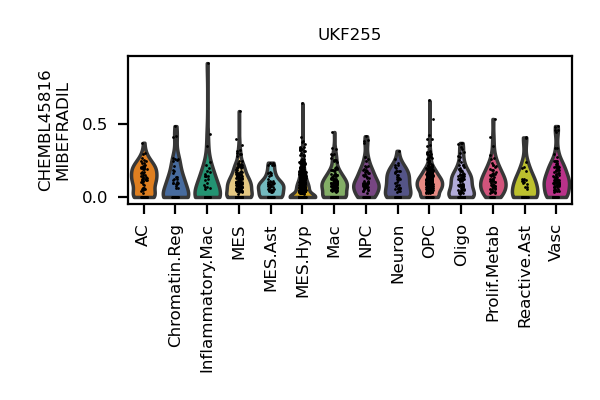 UKF255
CHEMBL45816
MIBEFRADIL
0.5
0.0
AC
Chromatin.Reg
Inflammatory.Mac
MES
MES.Ast
MES.Hyp
Mac
NPC
Neuron
OPC
Oligo
Prolif.Metab
Reactive.Ast
Vasc